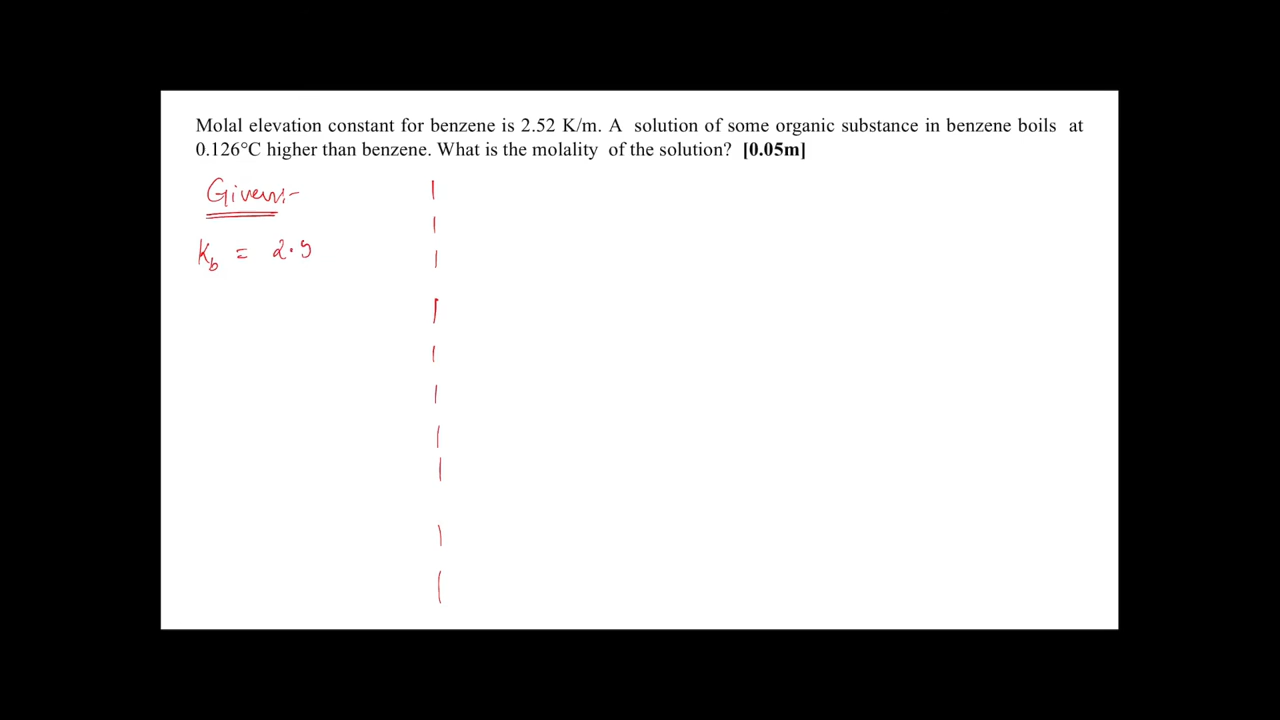 Molal elevation constant for benzene is 2.52 K/m. A solution of some organic substance in benzene boils at
0.126°C higher than benzene. What is the molality of the solution? [0.05m]
Given:-
K_b = 2.5